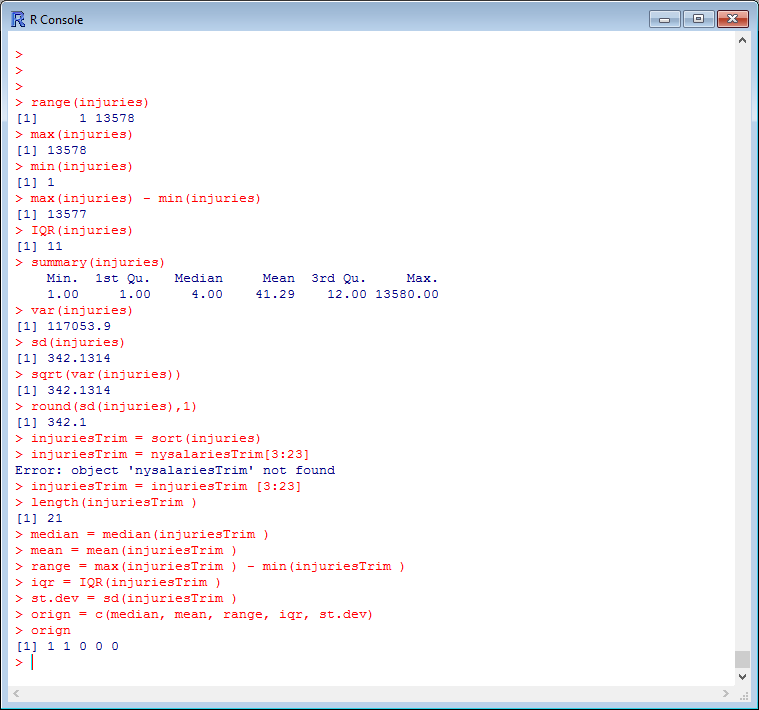 R Console
>
>
>
> range(injuries)
[1]     1 13578
> max(injuries)
[1] 13578
> min(injuries)
[1] 1
> max(injuries) - min(injuries)
[1] 13577
> IQR(injuries)
[1] 11
> summary(injuries)
    Min.  1st Qu.   Median     Mean  3rd Qu.     Max.
    1.00     1.00     4.00    41.29    12.00 13580.00
> var(injuries)
[1] 117053.9
> sd(injuries)
[1] 342.1314
> sqrt(var(injuries))
[1] 342.1314
> round(sd(injuries),1)
[1] 342.1
> injuriesTrim = sort(injuries)
> injuriesTrim = nysalariesTrim[3:23]
Error: object 'nysalariesTrim' not found
> injuriesTrim = injuriesTrim [3:23]
> length(injuriesTrim )
[1] 21
> median = median(injuriesTrim )
> mean = mean(injuriesTrim )
> range = max(injuriesTrim ) - min(injuriesTrim )
> iqr = IQR(injuriesTrim )
> st.dev = sd(injuriesTrim )
> orign = c(median, mean, range, iqr, st.dev)
> orign
[1] 1 1 0 0 0
>